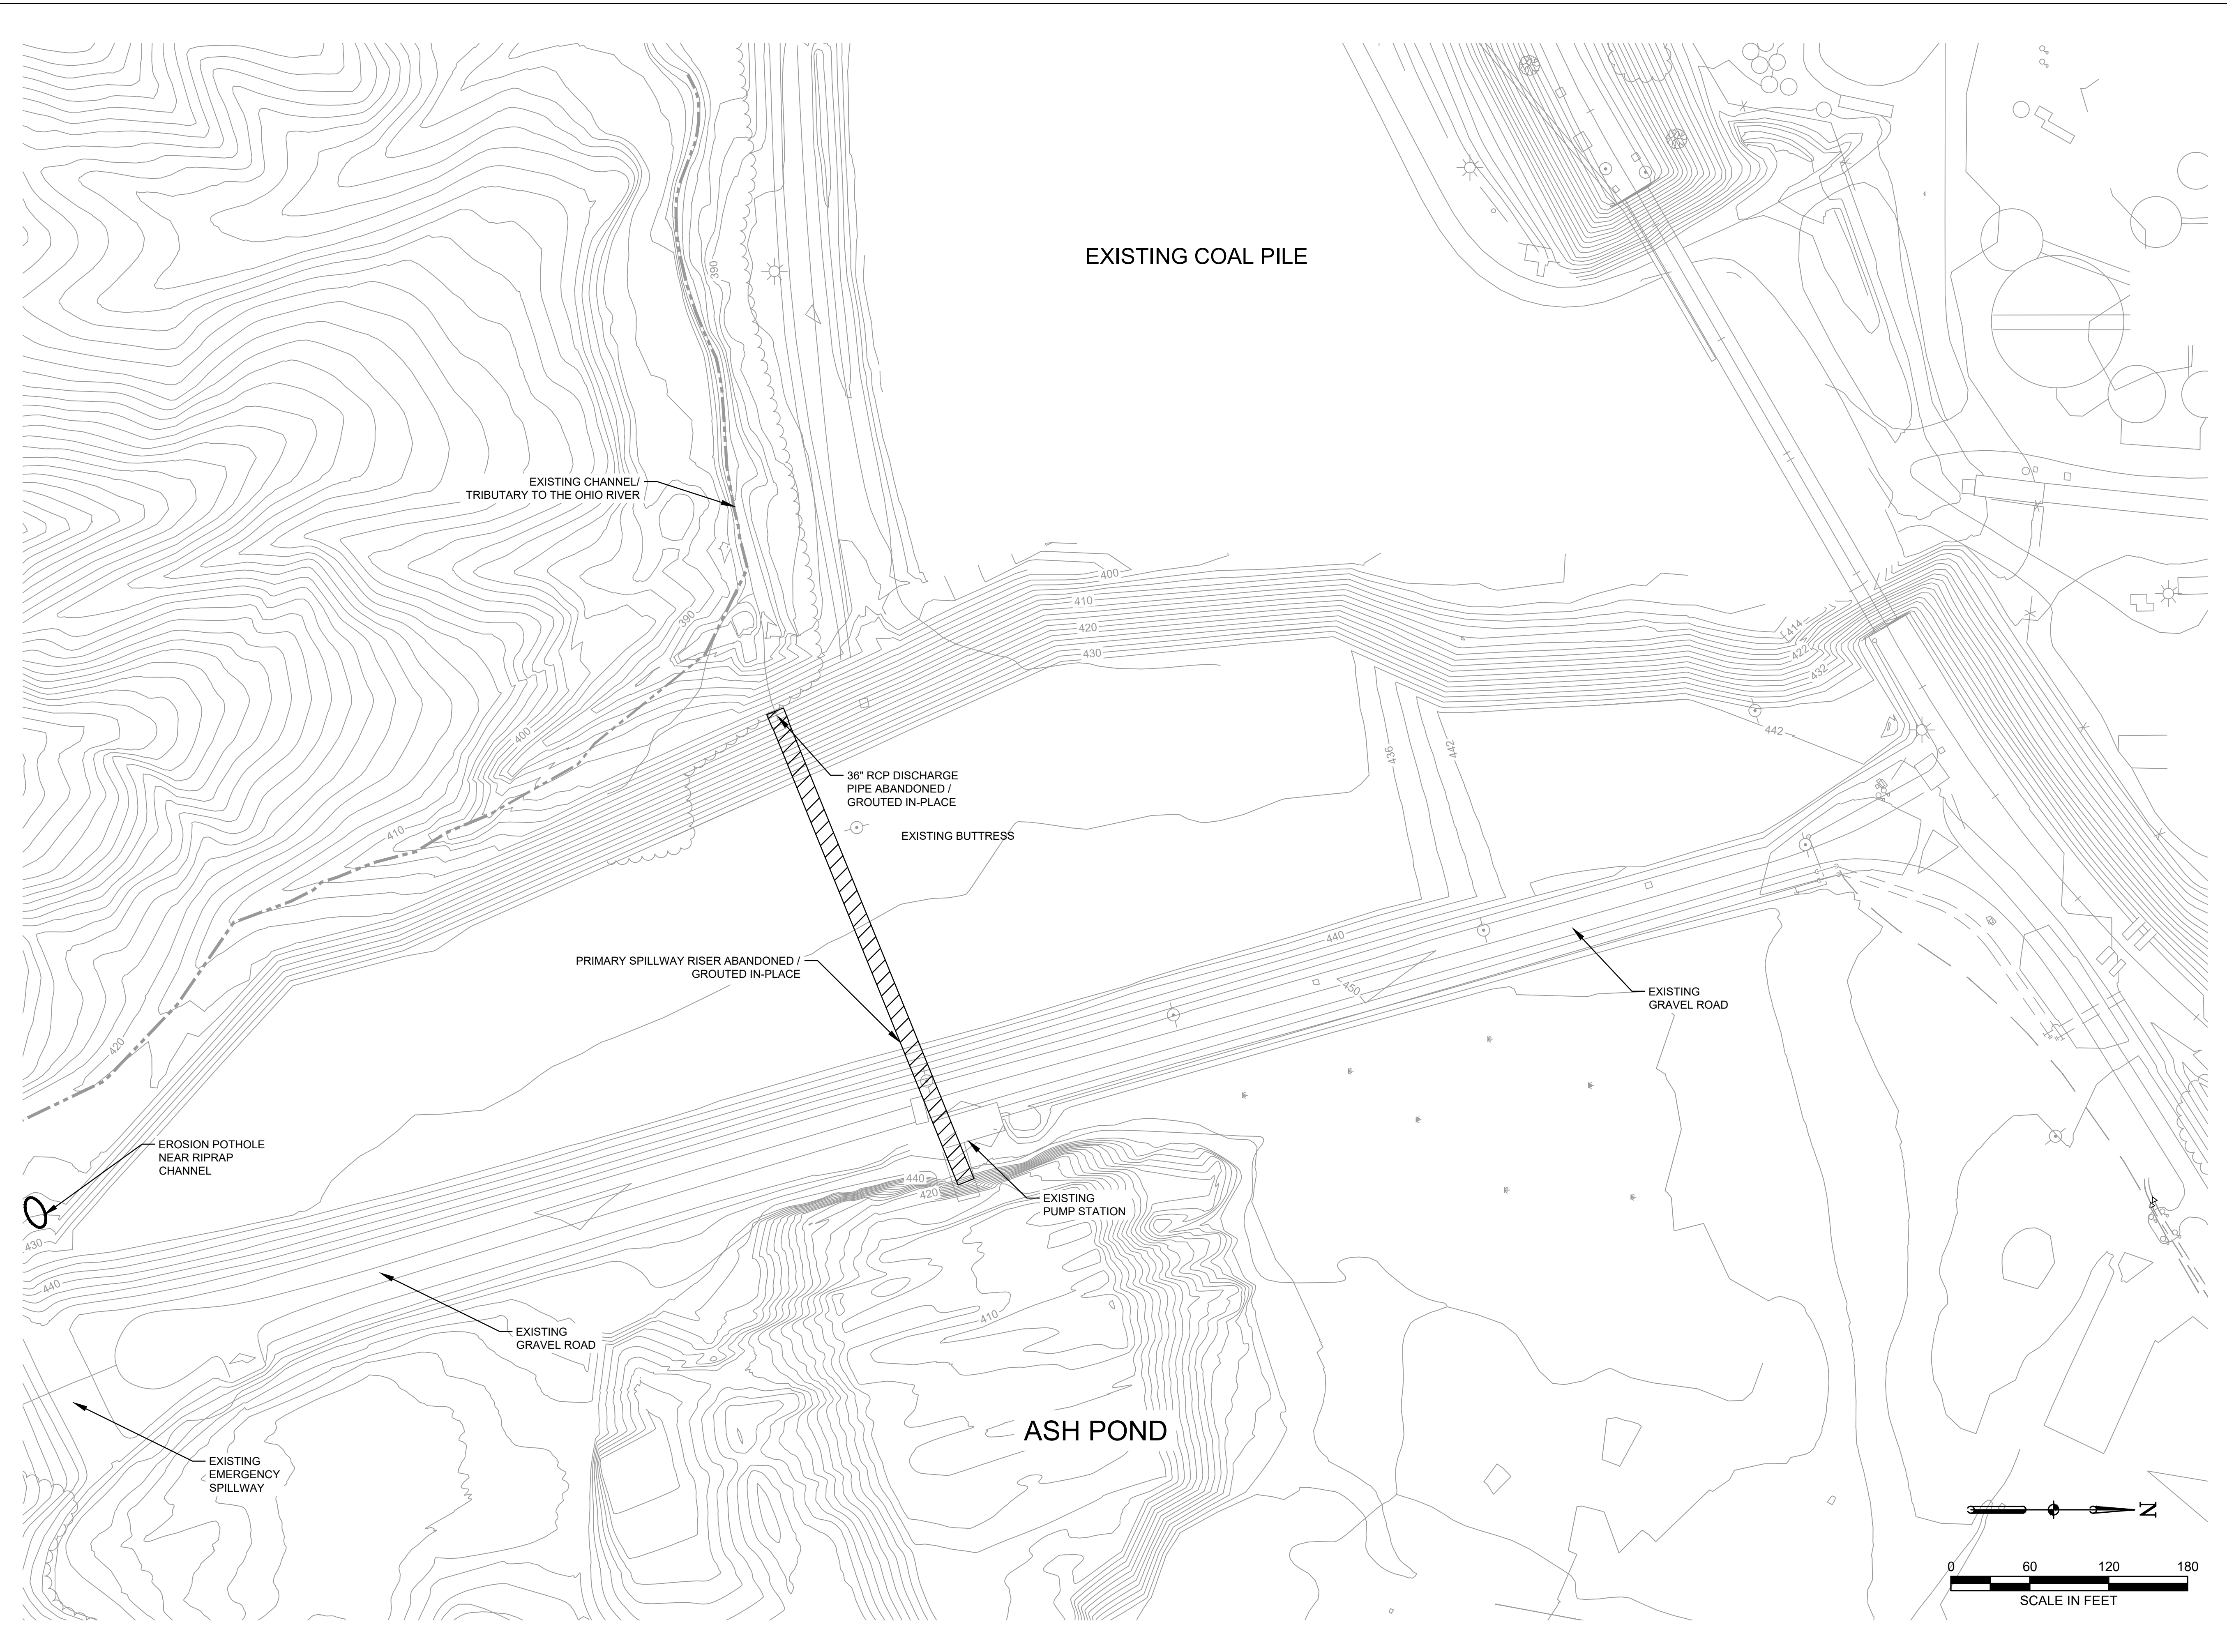 390
EXISTING COAL PILE
EXISTING CHANNEL/
TRIBUTARY TO THE OHIO RIVER
400
410
420
430
390
414
422
432
400
436
442
442
36" RCP DISCHARGE
PIPE ABANDONED /
GROUTED IN-PLACE
410
EXISTING BUTTRESS
440
PRIMARY SPILLWAY RISER ABANDONED /
GROUTED IN-PLACE
450
EXISTING
GRAVEL ROAD
420
EROSION POTHOLE
NEAR RIPRAP
CHANNEL
440
420
EXISTING
PUMP STATION
430
440
410
EXISTING
GRAVEL ROAD
ASH POND
EXISTING
EMERGENCY
SPILLWAY
N
0 60 120 180
SCALE IN FEET